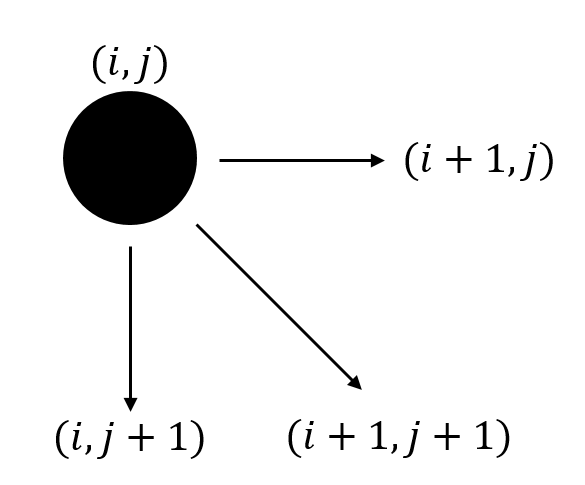 (i, j)
(i + 1, j)
(i, j + 1)
(i + 1, j + 1)